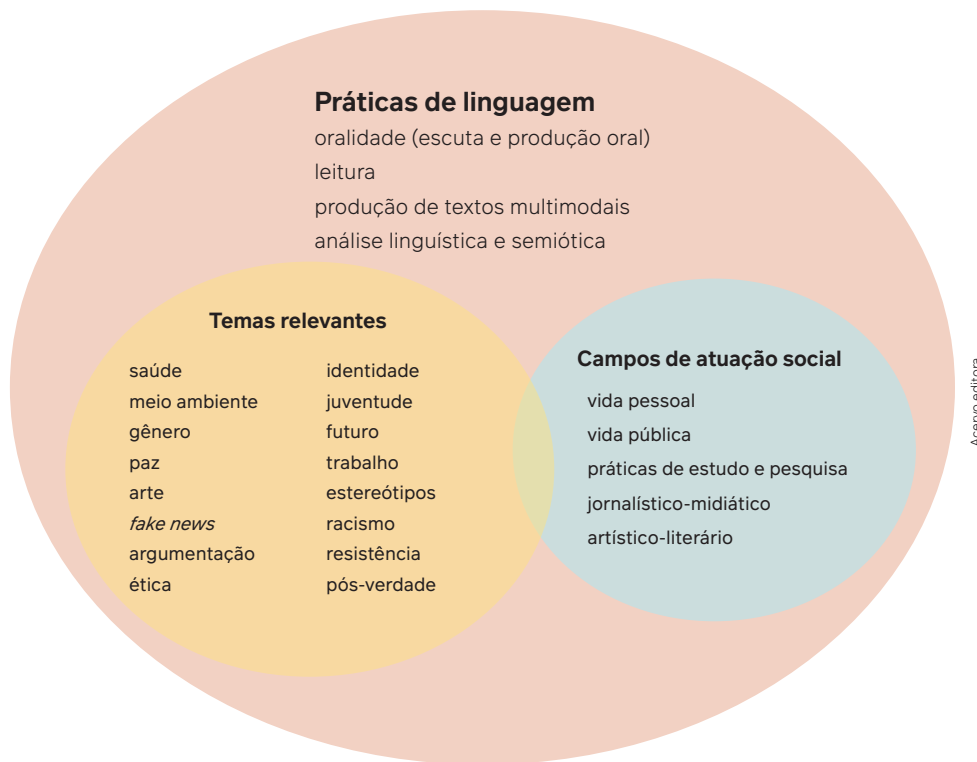 Práticas de linguagem
oralidade (escuta e produção oral)
leitura
produção de textos multimodais
análise linguística e semiótica
Temas relevantes
saúde
meio ambiente
gênero
paz
arte
fake news
argumentação
ética
identidade
juventude
futuro
trabalho
estereótipos
racismo
resistência
pós-verdade
Campos de atuação social
vida pessoal
vida pública
práticas de estudo e pesquisa
jornalístico-midiático
artístico-literário
Acervo editora